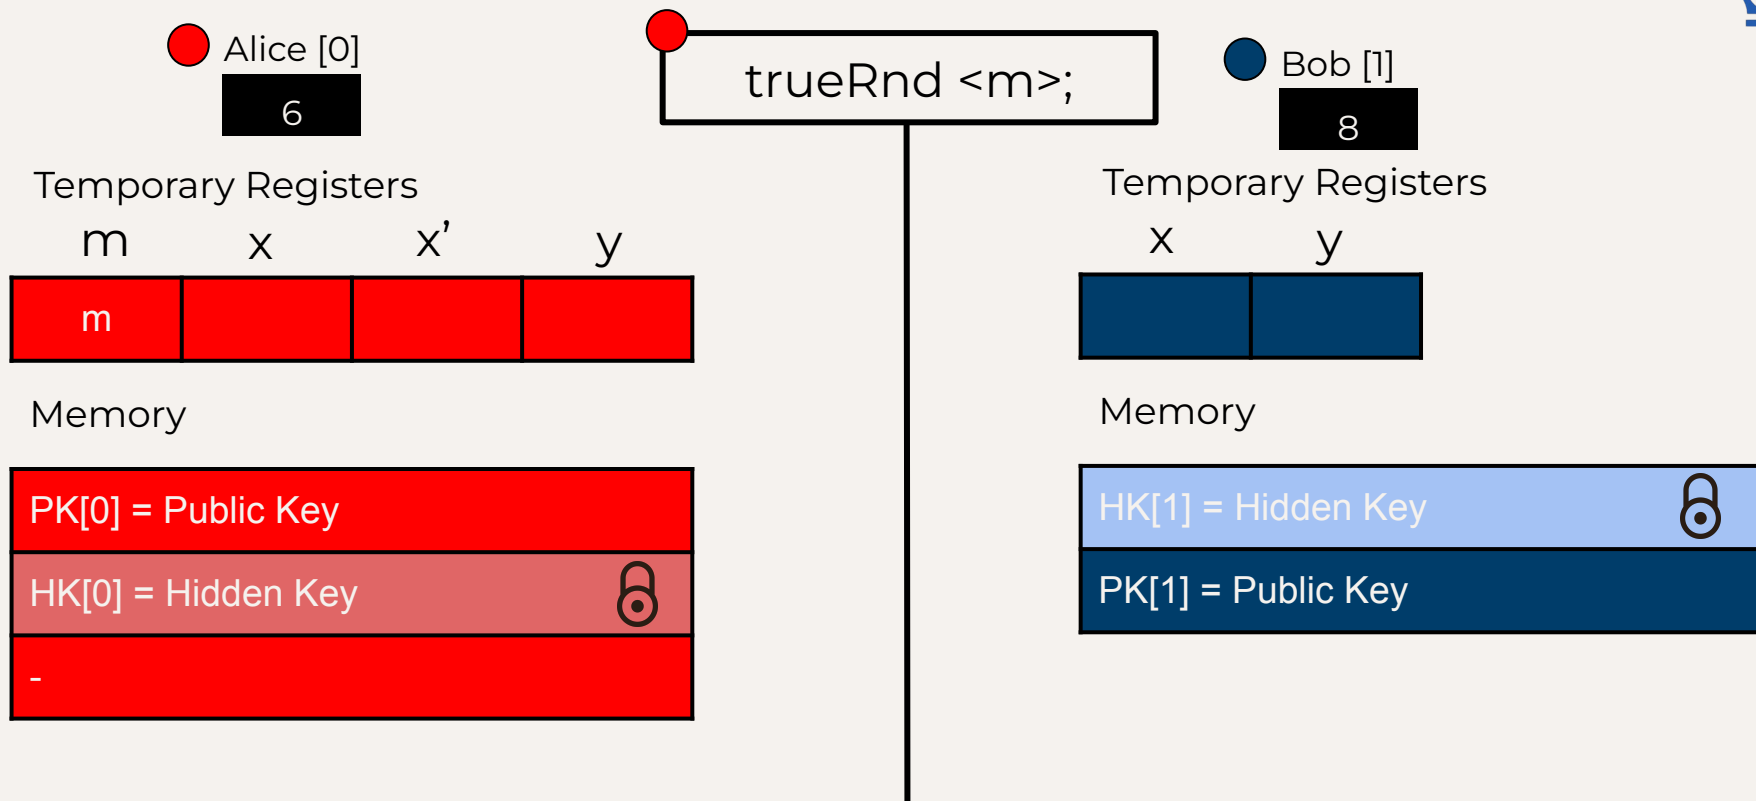 Alice [0]
6
trueRnd <m>;
Bob [1]
8
Temporary Registers
m x x’ y
m
Memory
PK[0] = Public Key
HK[0] = Hidden Key
-
Temporary Registers
x y
Memory
HK[1] = Hidden Key
PK[1] = Public Key